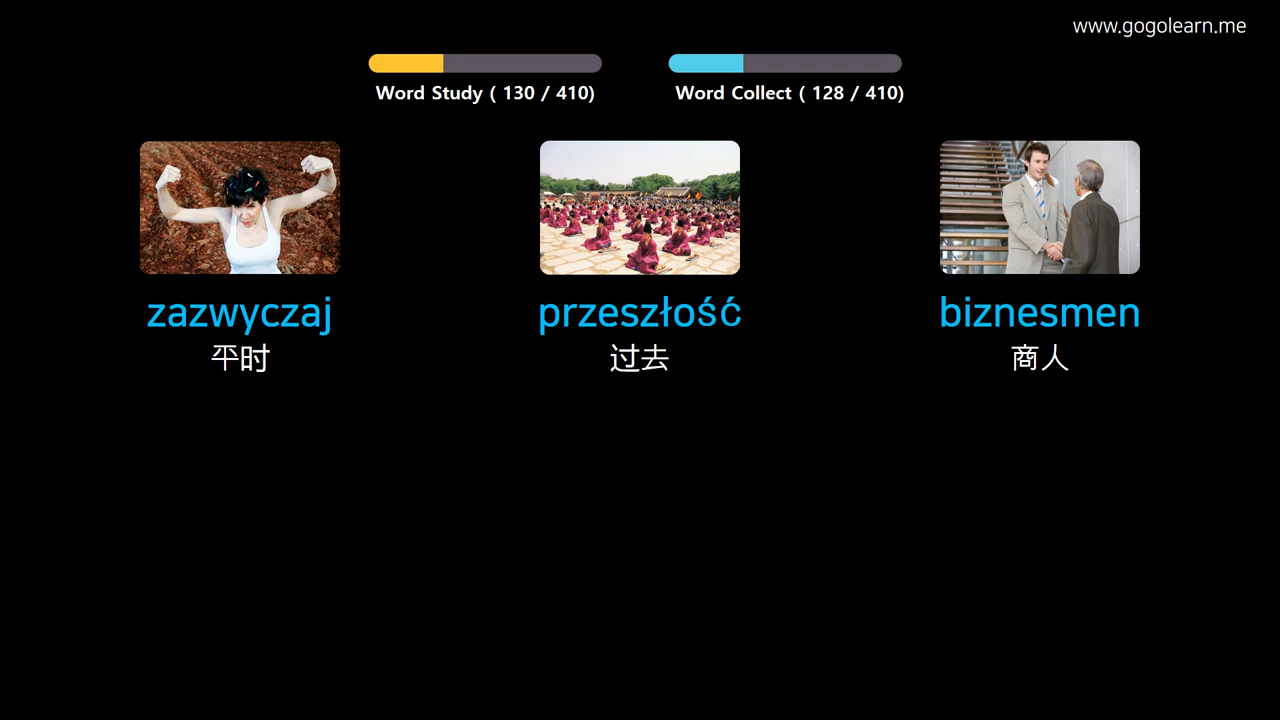 www.gogolearn.me
Word Study ( 130 / 410)
Word Collect ( 128 / 410)
zazwyczaj
平时
przeszłość
过去
biznesmen
商人